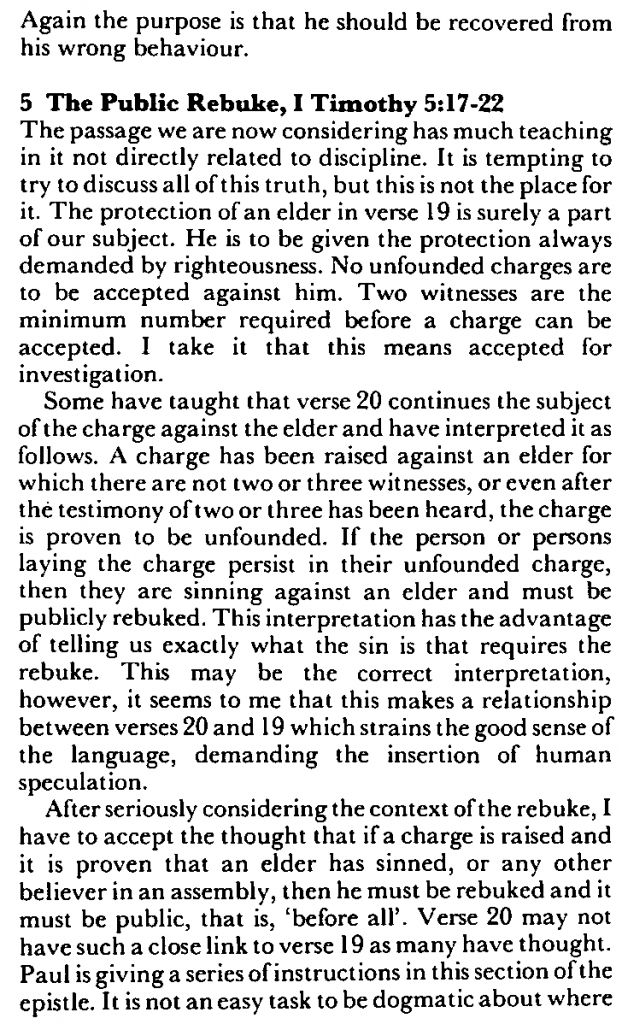 Again the purpose is that he should be recovered from
his wrong behaviour.
5 The Public Rebuke, I Timothy 5:17-22
The passage we are now considering has much teaching
in it not directly related to discipline. It is tempting to
try to discuss all of this truth, but this is not the place for
it. The protection of an elder in verse 19 is surely a part
of our subject. He is to be given the protection always
demanded by righteousness. No unfounded charges are
to be accepted against him. Two witnesses are the
minimum number required before a charge can be
accepted. I take it that this means accepted for
investigation.
Some have taught that verse 20 continues the subject
of the charge against the elder and have interpreted it as
follows. A charge has been raised against an elder for
which there are not two or three witnesses, or even after
the testimony of two or three has been heard, the charge
is proven to be unfounded. If the person or persons
laying the charge persist in their unfounded charge,
then they are sinning against an elder and must be
publicly rebuked. This interpretation has the advantage
of telling us exactly what the sin is that requires the
rebuke. This may be the correct interpretation,
however, it seems to me that this makes a relationship
between verses 20 and 19 which strains the good sense of
the language, demanding the insertion of human
speculation.
After seriously considering the context of the rebuke, I
have to accept the thought that if a charge is raised and
it is proven that an elder has sinned, or any other
believer in an assembly, then he must be rebuked and it
must be public, that is, ‘before all’. Verse 20 may not
have such a close link to verse 19 as many have thought.
Paul is giving a series of instructions in this section of the
epistle. It is not an easy task to be dogmatic about where